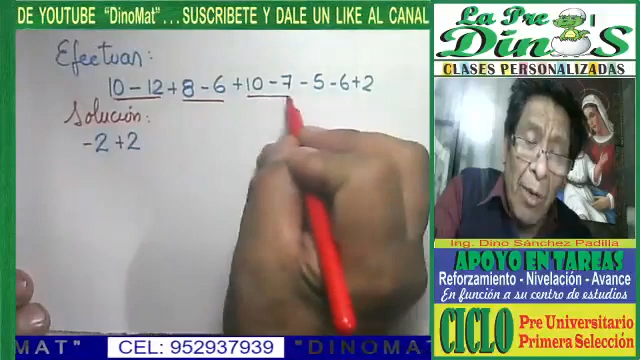 DE YOUTUBE "DinoMat"... SUSCRIBETE Y DALE UN LIKE AL CANAL
La Pre
DinoS
CLASES PERSONALIZADAS
Efectuar:
10 - 12 + 8 - 6 + 10 - 7 - 5 - 6 + 2
Solución:
-2 + 2
Ing. Dino Sánchez Padilla
APOYO EN TAREAS
Reforzamiento - Nivelación - Avance
En función a su centro de estudios
CICLO Pre Universitario
Primera Selección
MAT" CEL: 952937939 "DINOMAT"